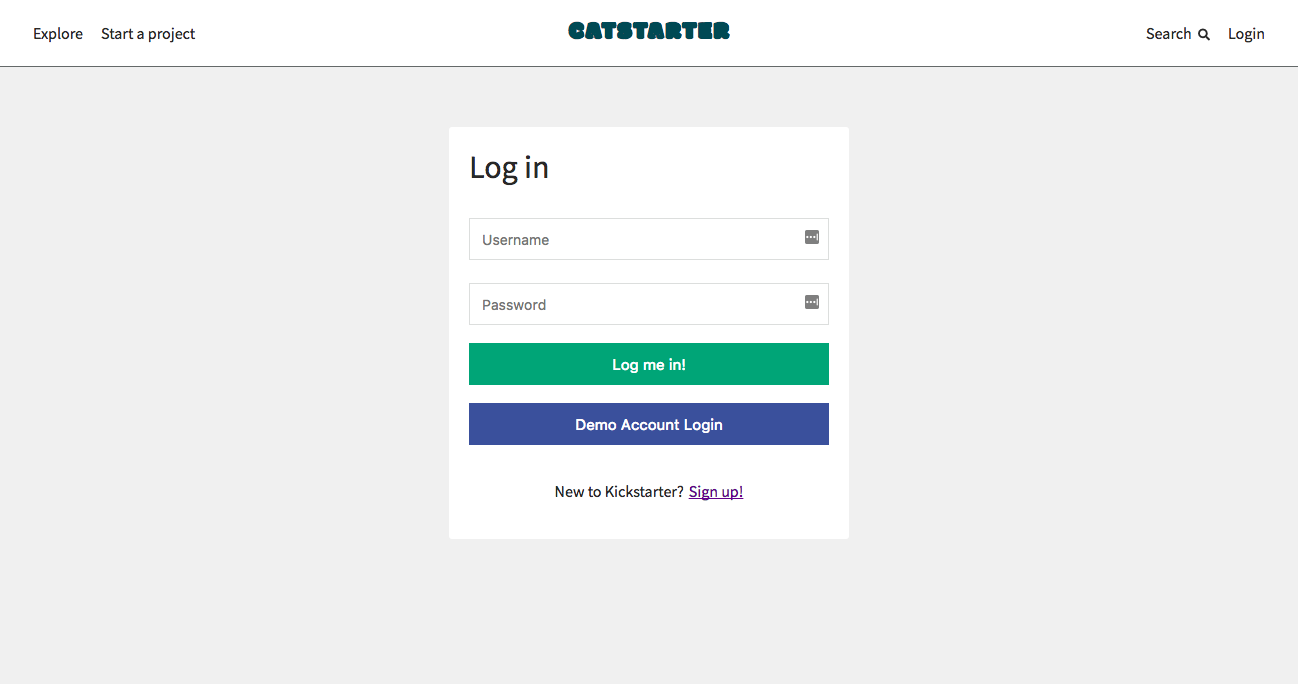 Explore Start a project CATSTARTER Search Login
Log in
Username
Password
Log me in!
Demo Account Login
New to Kickstarter? Sign up!